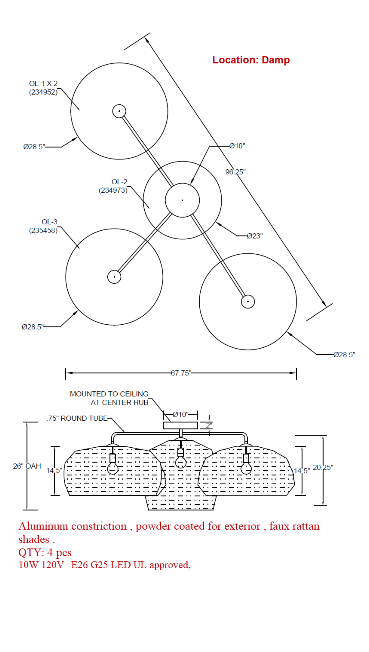 Location: Damp
OL-1 X 2
(234952)
Ø28.5"
Ø10"
OL-2
(234973)
96.25"
OL-3
(235458)
Ø23"
Ø28.5"
Ø28.5"
67.75"
MOUNTED TO CEILING
AT CENTER HUB
Ø10"
.75" ROUND TUBE
26" OAH
14.5"
14.5"
20.25"
Aluminum constriction , powder coated for exterior , faux rattan
shades .
QTY: 4 pcs
10W 120V E26 G25 LED UL approved.